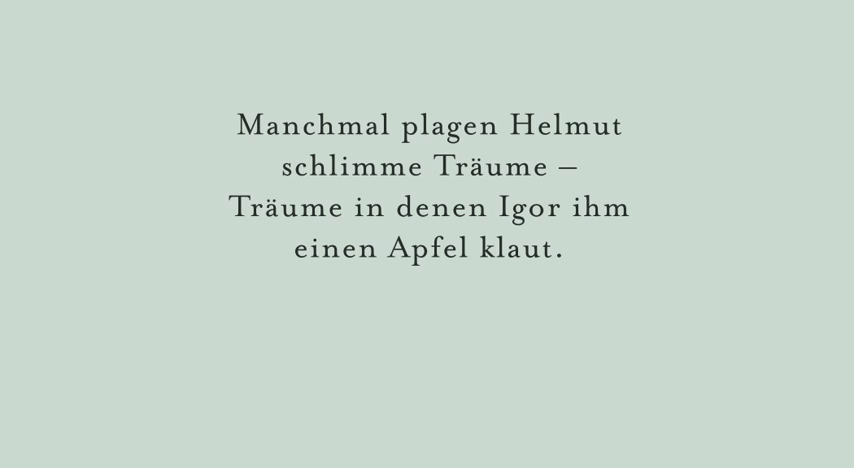 Manchmal plagen Helmut
schlimme Träume –
Träume in denen Igor ihm
einen Apfel klaut.